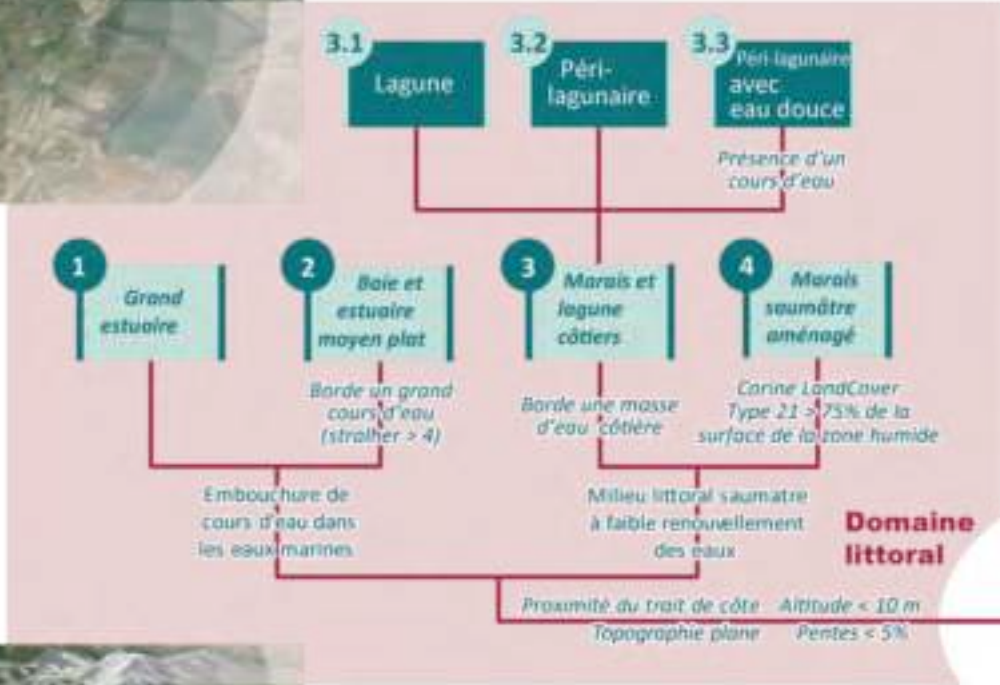 3.1
Lagune
3.2
Péri-
lagunaire
3.3
Péri-lagunaire
avec
eau douce
Présence d'un
cours d'eau
1
Grand
estuaire
2
Baie et
estuaire
moyen plat
3
Marais et
lagune
côtiers
4
Marais
saumâtre
aménagé
Borde un grand
cours d'eau
(stralher > 4)
Borde une masse
d'eau côtière
Corine LandCover
Type 21 > 75% de la
surface de la zone humide
Embouchure de
cours d'eau dans
les eaux marines
Milieu littoral saumatre
à faible renouvellement
des eaux
Domaine
littoral
Proximité du trait de côte Altitude < 10 m
Topographie plane Pentes < 5%